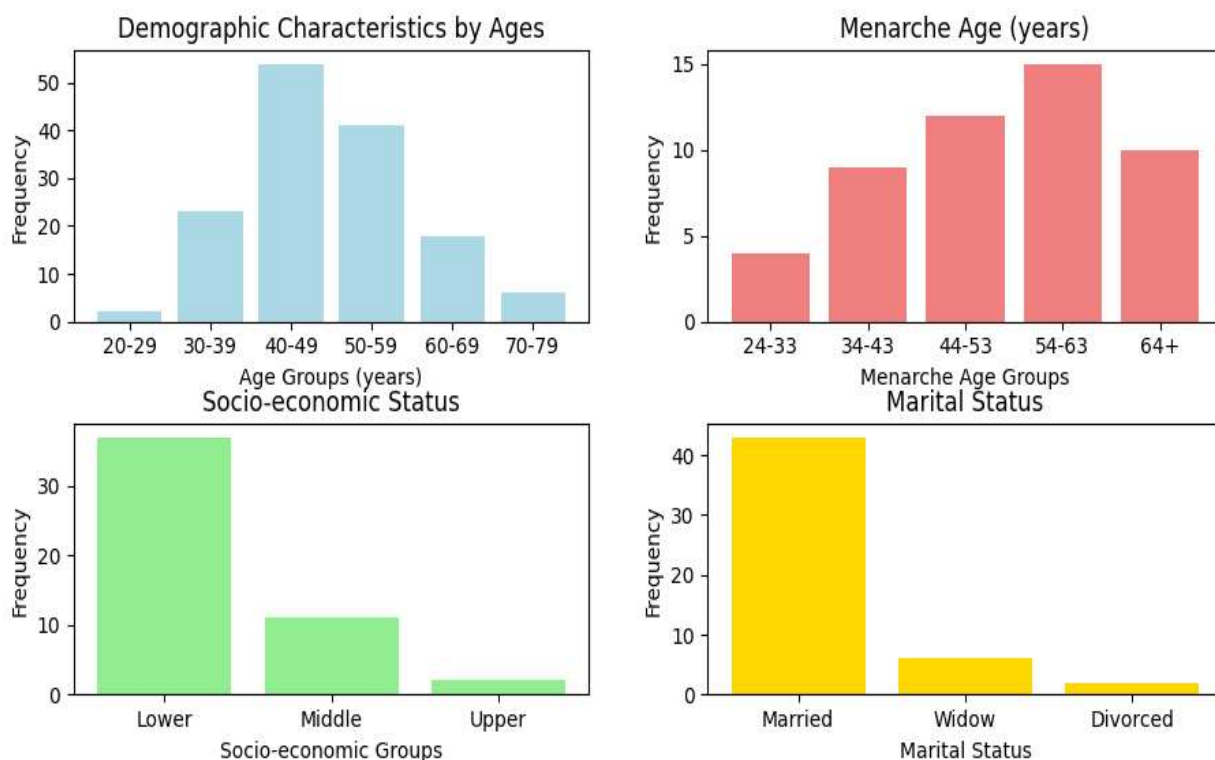 Demographic Characteristics by Ages
Frequency
50
40
30
20
10
0
20-29 30-39 40-49 50-59 60-69 70-79
Age Groups (years)
Menarche Age (years)
Frequency
15
10
5
0
24-33 34-43 44-53 54-63 64+
Menarche Age Groups
Socio-economic Status
Frequency
30
20
10
0
Lower Middle Upper
Socio-economic Groups
Marital Status
Frequency
40
30
20
10
0
Married Widow Divorced
Marital Status